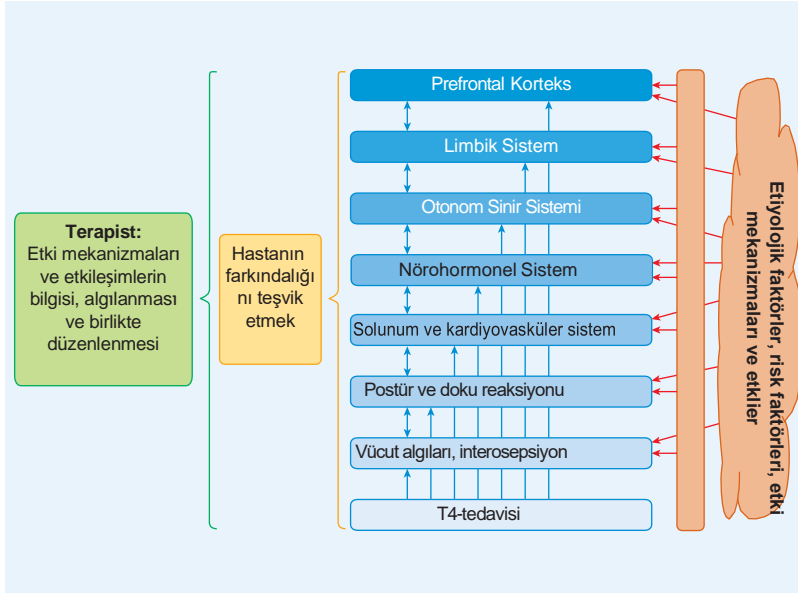 Terapist:
Etki mekanizmaları
ve etkileşimlerin
bilgisi, algılanması
ve birlikte
düzenlenmesi
Hastanın
farkındalığı
nı teşvik
etmek
Prefrontal Korteks
Limbik Sistem
Otonom Sinir Sistemi
Nörohormonel Sistem
Solunum ve kardiyovasküler sistem
Postür ve doku reaksiyonu
Vücut algıları, interosepsiyon
T4-tedavisi
Etiyolojik faktörler, risk faktörleri, etki
mekanizmaları ve etklier